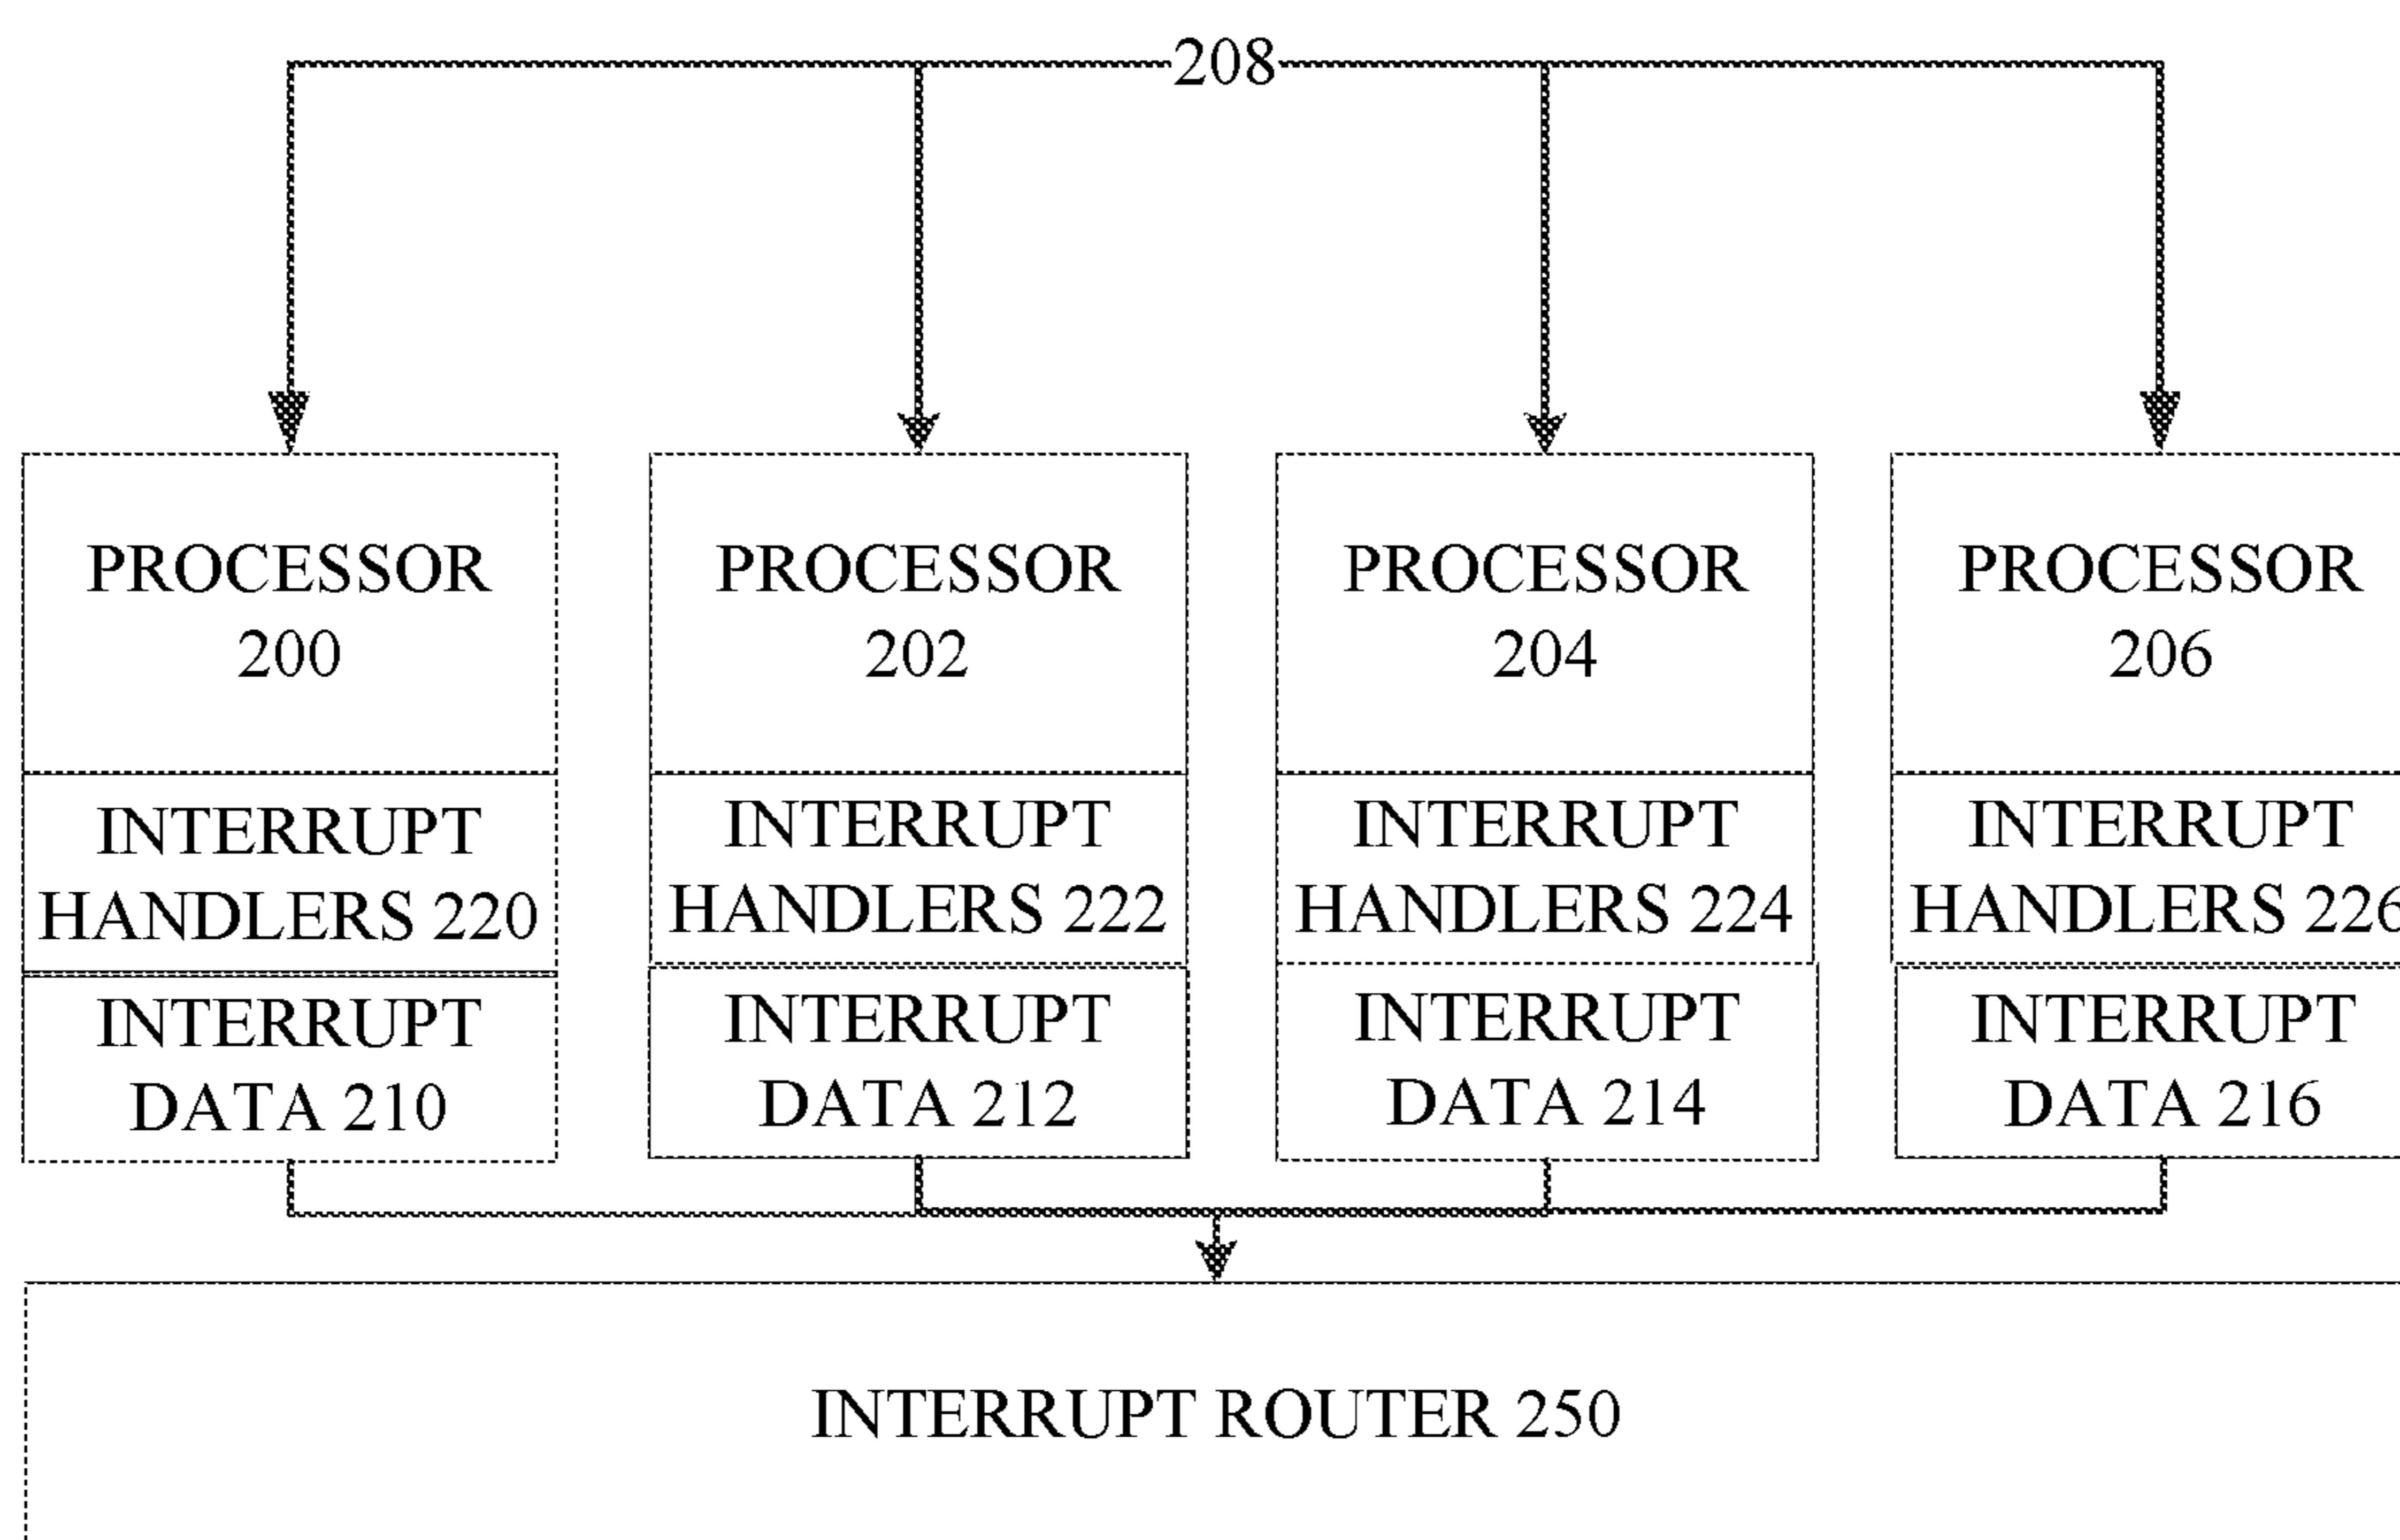 208
PROCESSOR
200
PROCESSOR
202
PROCESSOR
204
PROCESSOR
206
INTERRUPT
HANDLERS 220
INTERRUPT
HANDLERS 222
INTERRUPT
HANDLERS 224
INTERRUPT
HANDLERS 226
INTERRUPT
DATA 210
INTERRUPT
DATA 212
INTERRUPT
DATA 214
INTERRUPT
DATA 216
INTERRUPT ROUTER 250